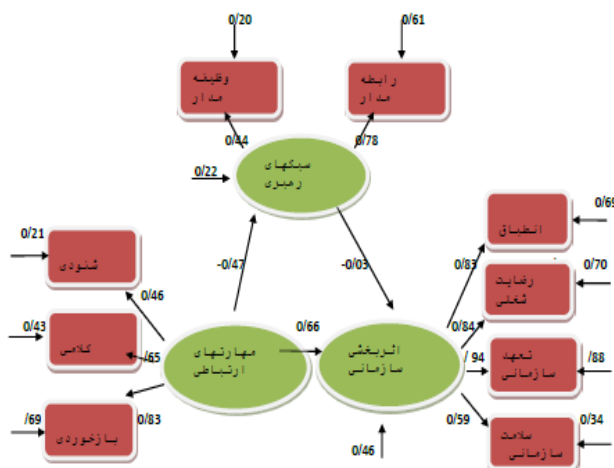 0/20
0/61
وظیفه
مدار
رابطه
مدار
0/44
0/78
0/22
سبکهای
رهبری
0/21
شنودی
0/46
-0/47
-0/03
0/69
انطباق
0/83
0/70
رضایت
شغلی
0/84
0/43
کلامی
/65
مهارتهای
ارتباطی
0/66
اثربخشی
سازمانی
/94
تعهد
سازمانی
/88
/69
بازخوردی
0/83
0/46
0/59
سلامت
سازمانی
0/34